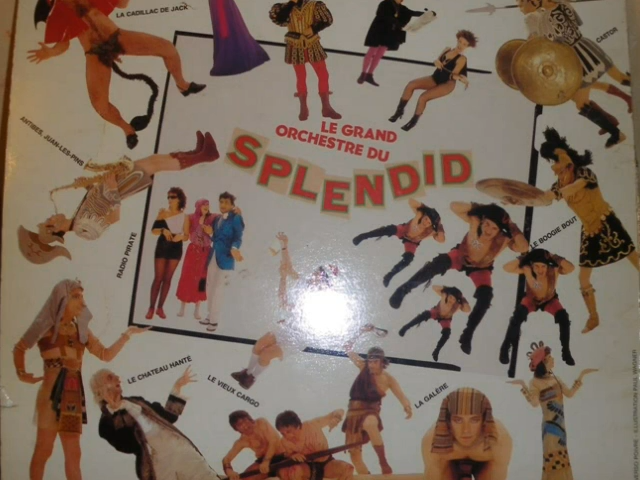 LA CADILLAC DE JACK
CASTOR
LE GRAND
ORCHESTRE DU
SPLENDID
ANTIBES JUAN-LES-PINS
RADIO PIRATE
LE BOOGIE BOUT
LE CHATEAU HANTÉ
LE VIEUX CARGO
LA GALÈRE